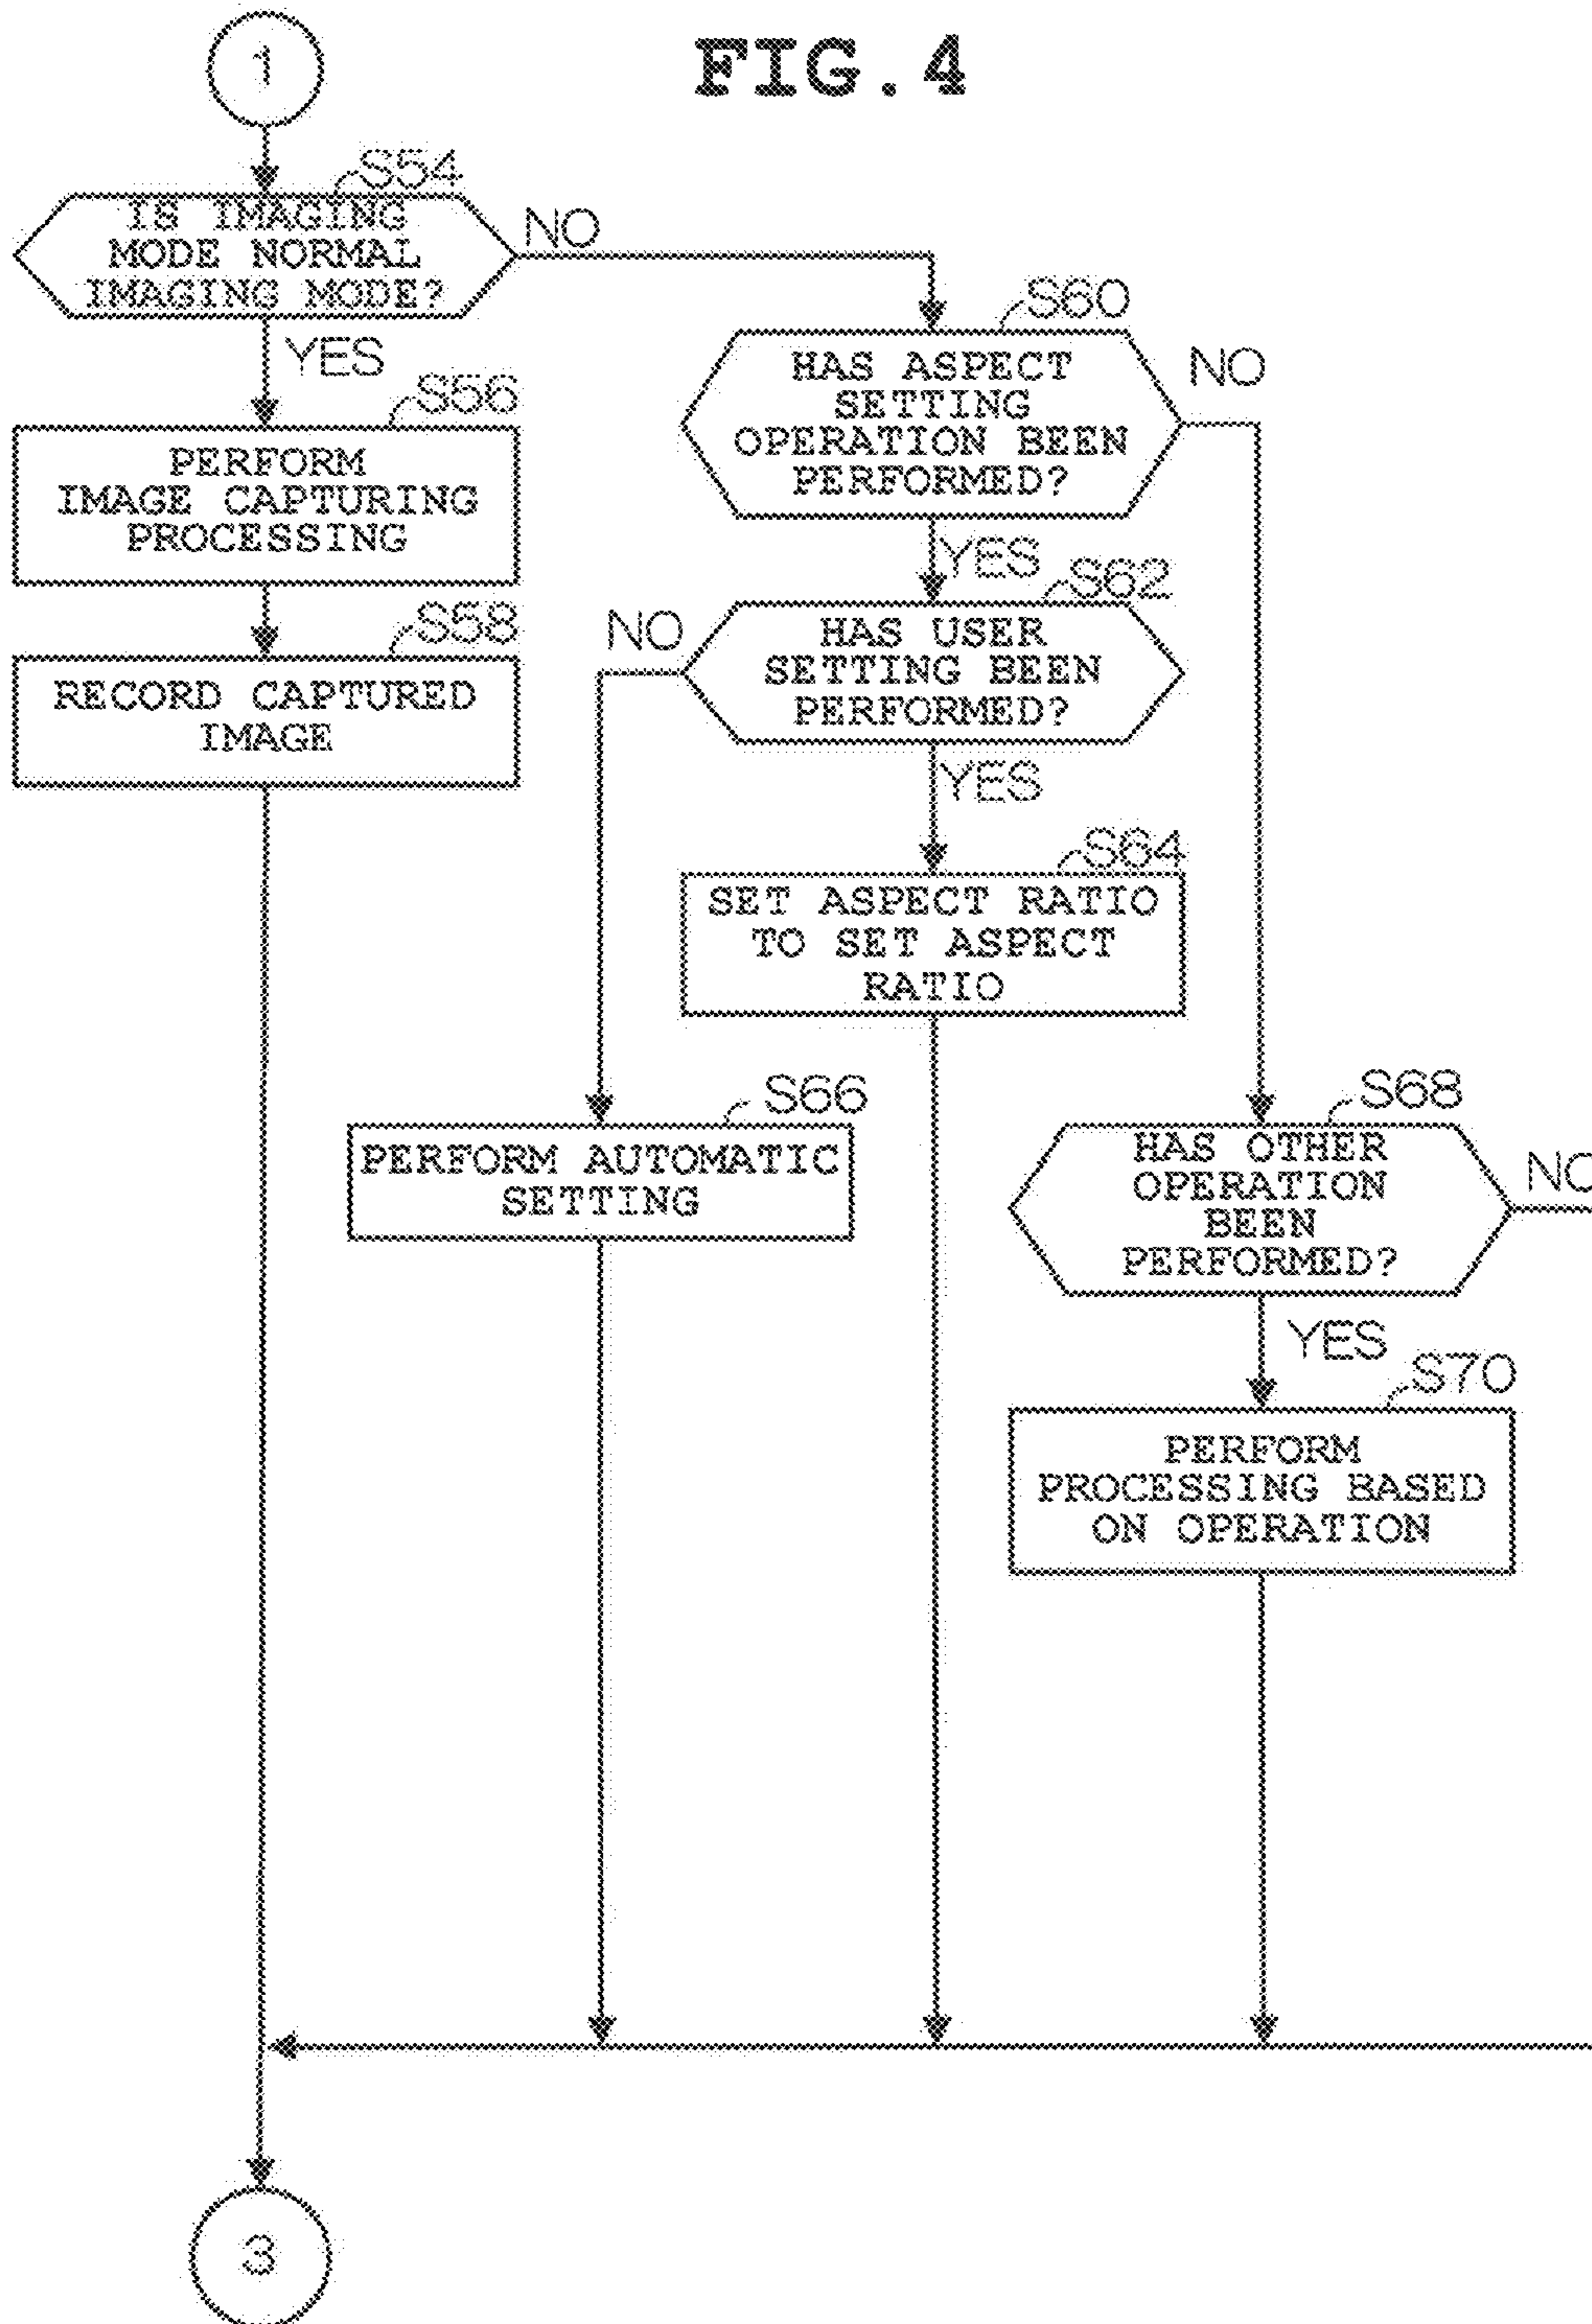 FIG. 4
1
S54
IS IMAGING
MODE NORMAL
IMAGING MODE?
NO
YES
S56
PERFORM
IMAGE CAPTURING
PROCESSING
S58
RECORD CAPTURED
IMAGE
S60
HAS ASPECT
SETTING
OPERATION BEEN
PERFORMED?
NO
YES
S62
HAS USER
SETTING BEEN
PERFORMED?
NO
YES
S64
SET ASPECT RATIO
TO SET ASPECT
RATIO
S66
PERFORM AUTOMATIC
SETTING
S68
HAS OTHER
OPERATION
BEEN
PERFORMED?
NO
YES
S70
PERFORM
PROCESSING BASED
ON OPERATION
3